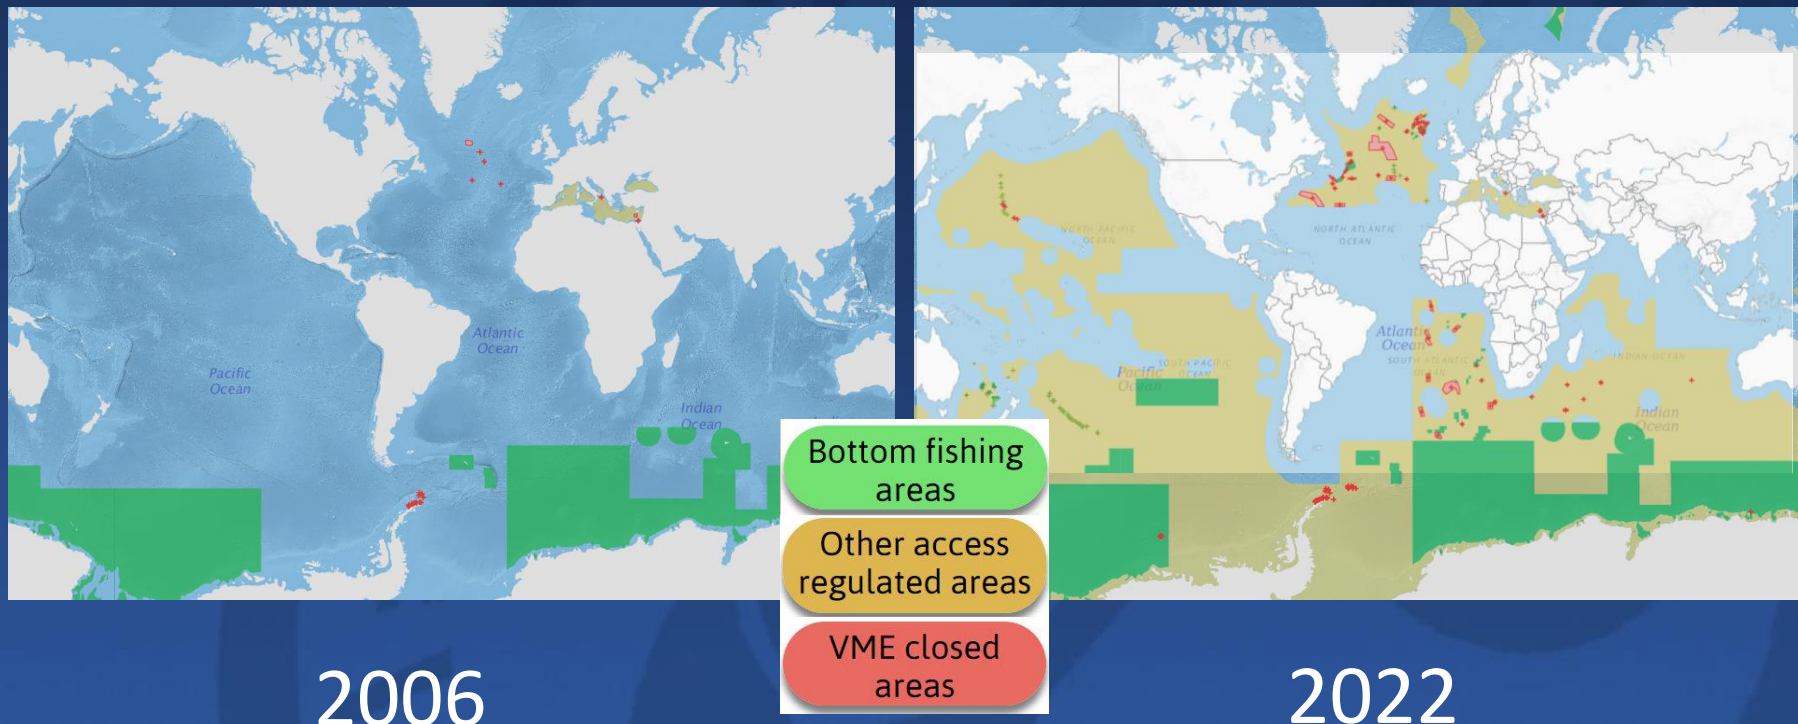 Pacific
Ocean
Atlantic
Ocean
Indian
Ocean
NORTH PACIFIC
OCEAN
NORTH ATLANTIC
OCEAN
Atlantic
Ocean
SOUTH ATLANTIC
OCEAN
SOUTH PACIFIC
OCEAN
Pacific
Ocean
INDIAN OCEAN
Indian
Ocean
Bottom fishing
areas
Other access
regulated areas
VME closed
areas
2006
2022